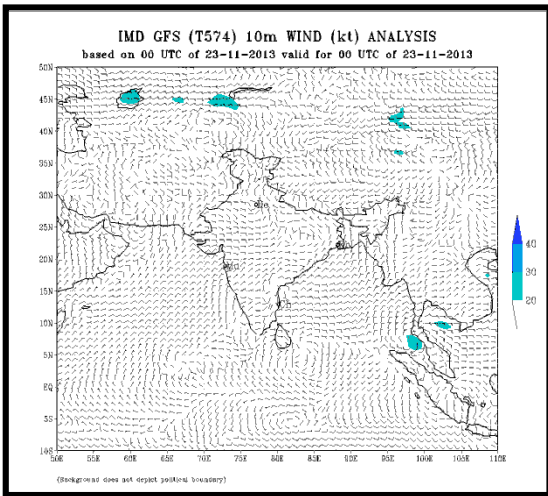 IMD GFS (T574) 10m WIND (kt) ANALYSIS
based on 00 UTC of 23-11-2013 valid for 00 UTC of 23-11-2013
50N
45N
40N
35N
30N
25N
20N
15N
10N
5N
EQ
5S
10S
50E 55E 60E 65E 70E 75E 80E 85E 90E 95E 100E 105E 110E
40
30
20
(Background does not depict political boundary)